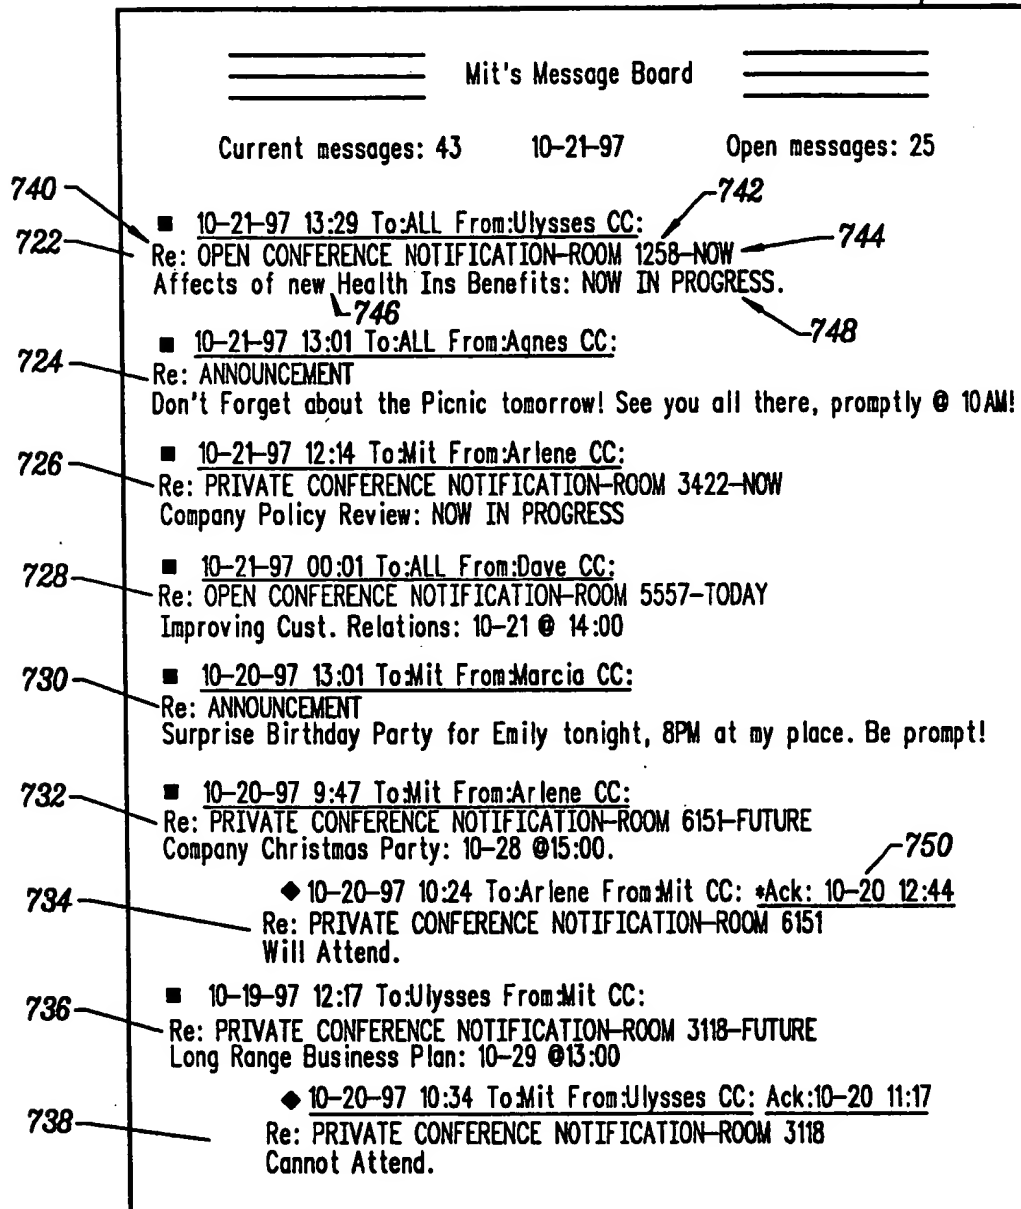 Mit's Message Board
Current messages: 43 10-21-97 Open messages: 25
740 742
■ 10-21-97 13:29 To:ALL From:Ulysses CC:
722 Re: OPEN CONFERENCE NOTIFICATION-ROOM 1258-NOW 744
Affects of new Health Ins Benefits: NOW IN PROGRESS.
746 748
■ 10-21-97 13:01 To:ALL From:Agnes CC:
724 Re: ANNOUNCEMENT
Don't Forget about the Picnic tomorrow! See you all there, promptly @ 10AM!
■ 10-21-97 12:14 To:Mit From:Arlene CC:
726 Re: PRIVATE CONFERENCE NOTIFICATION-ROOM 3422-NOW
Company Policy Review: NOW IN PROGRESS
■ 10-21-97 00:01 To:ALL From:Dave CC:
728 Re: OPEN CONFERENCE NOTIFICATION-ROOM 5557-TODAY
Improving Cust. Relations: 10-21 @ 14:00
■ 10-20-97 13:01 To:Mit From:Marcia CC:
730 Re: ANNOUNCEMENT
Surprise Birthday Party for Emily tonight, 8PM at my place. Be prompt!
■ 10-20-97 9:47 To:Mit From:Arlene CC:
732 Re: PRIVATE CONFERENCE NOTIFICATION-ROOM 6151-FUTURE
Company Christmas Party: 10-28 @15:00.
750
◆ 10-20-97 10:24 To:Arlene From:Mit CC: *Ack: 10-20 12:44
734 Re: PRIVATE CONFERENCE NOTIFICATION-ROOM 6151
Will Attend.
■ 10-19-97 12:17 To:Ulysses From:Mit CC:
736 Re: PRIVATE CONFERENCE NOTIFICATION-ROOM 3118-FUTURE
Long Range Business Plan: 10-29 @13:00
◆ 10-20-97 10:34 To:Mit From:Ulysses CC: Ack:10-20 11:17
738 Re: PRIVATE CONFERENCE NOTIFICATION-ROOM 3118
Cannot Attend.